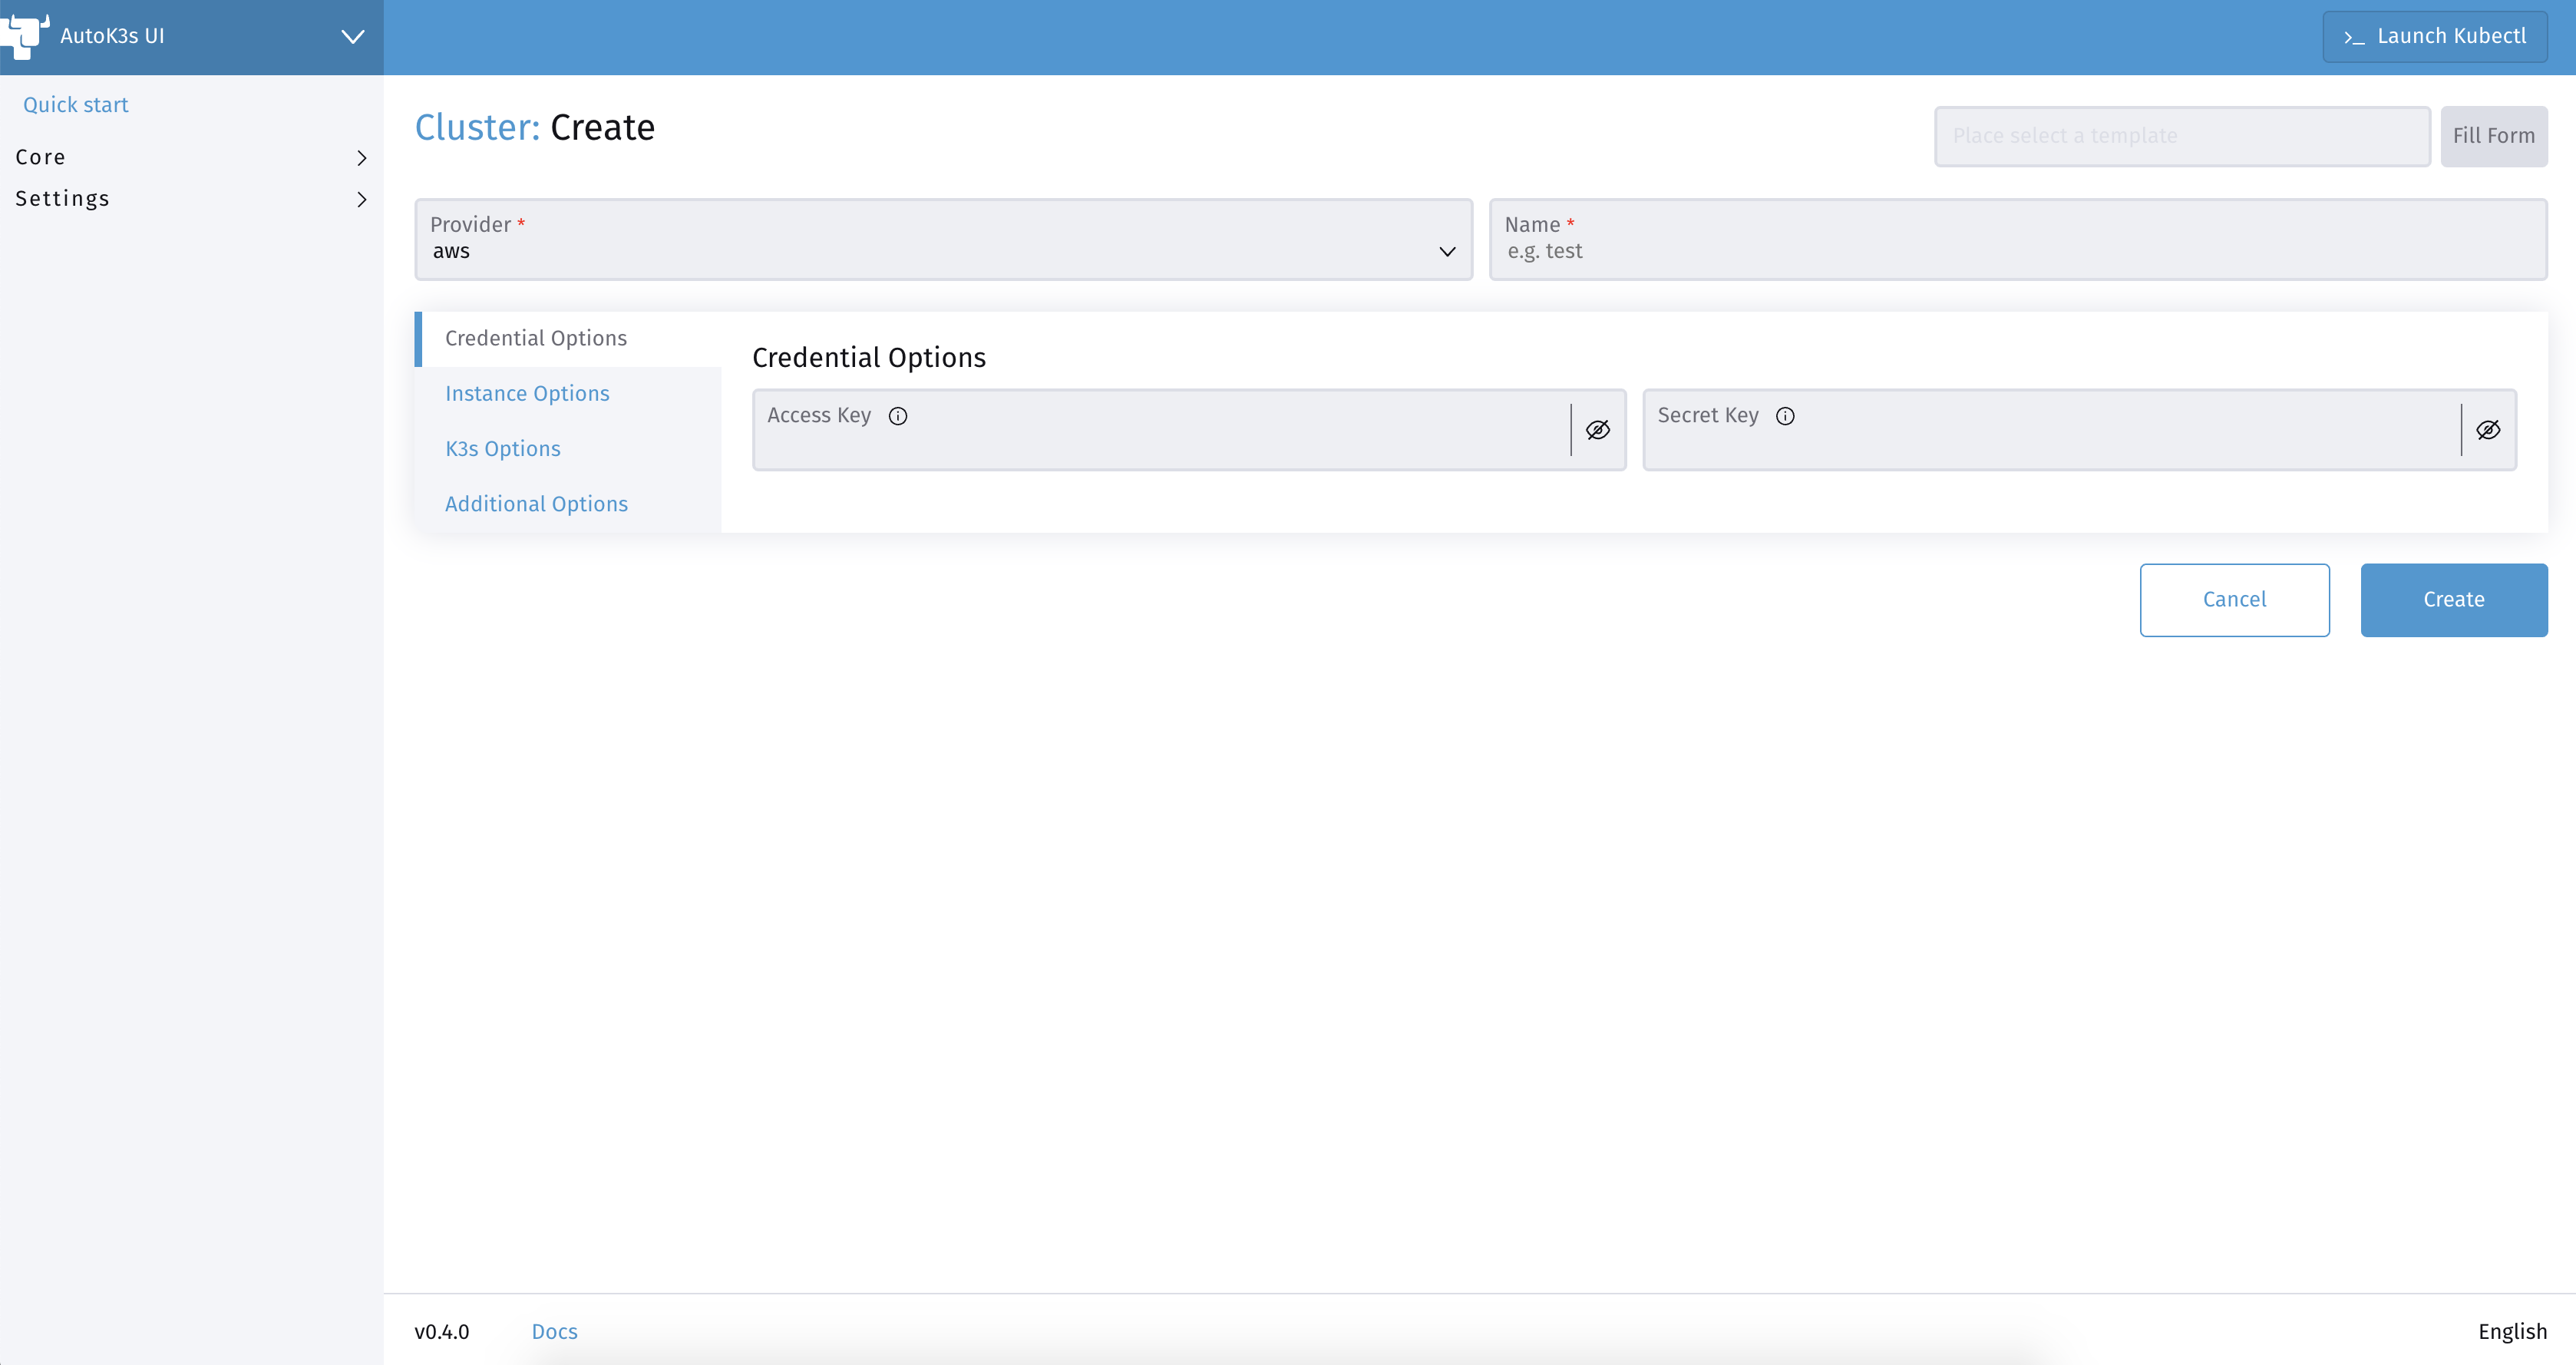 AutoK3s UI
>_ Launch Kubectl
Quick start
Core
Settings
Cluster: Create
Place select a template
Fill Form
Provider *
aws
Name *
e.g. test
Credential Options
Instance Options
K3s Options
Additional Options
Credential Options
Access Key
Secret Key
Cancel
Create
v0.4.0
Docs
English